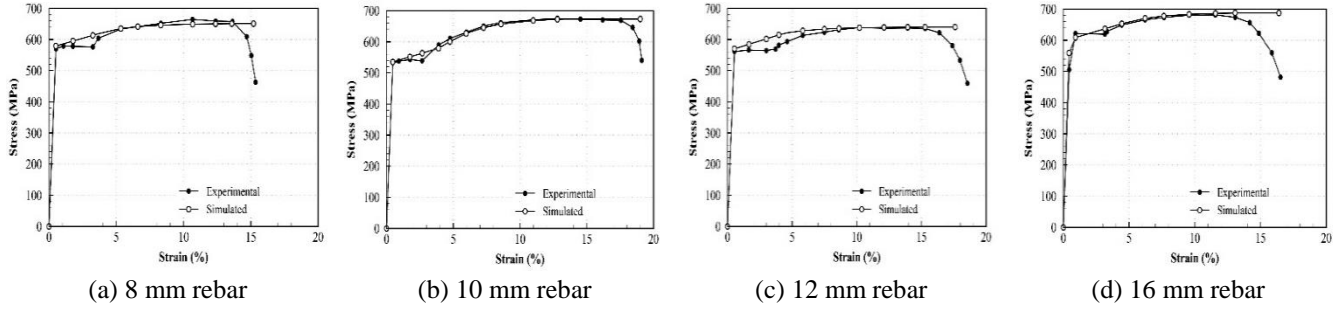 700
600
500
400
300
200
100
0
Stress (MPa)
Experimental
Simulated
0 5 10 15 20
Strain (%)
(a) 8 mm rebar
700
600
500
400
300
200
100
0
Stress (MPa)
Experimental
Simulated
0 5 10 15 20
Strain (%)
(b) 10 mm rebar
700
600
500
400
300
200
100
0
Stress (MPa)
Experimental
Simulated
0 5 10 15 20
Strain (%)
(c) 12 mm rebar
700
600
500
400
300
200
100
0
Stress (MPa)
Experimental
Simulated
0 5 10 15 20
Strain (%)
(d) 16 mm rebar